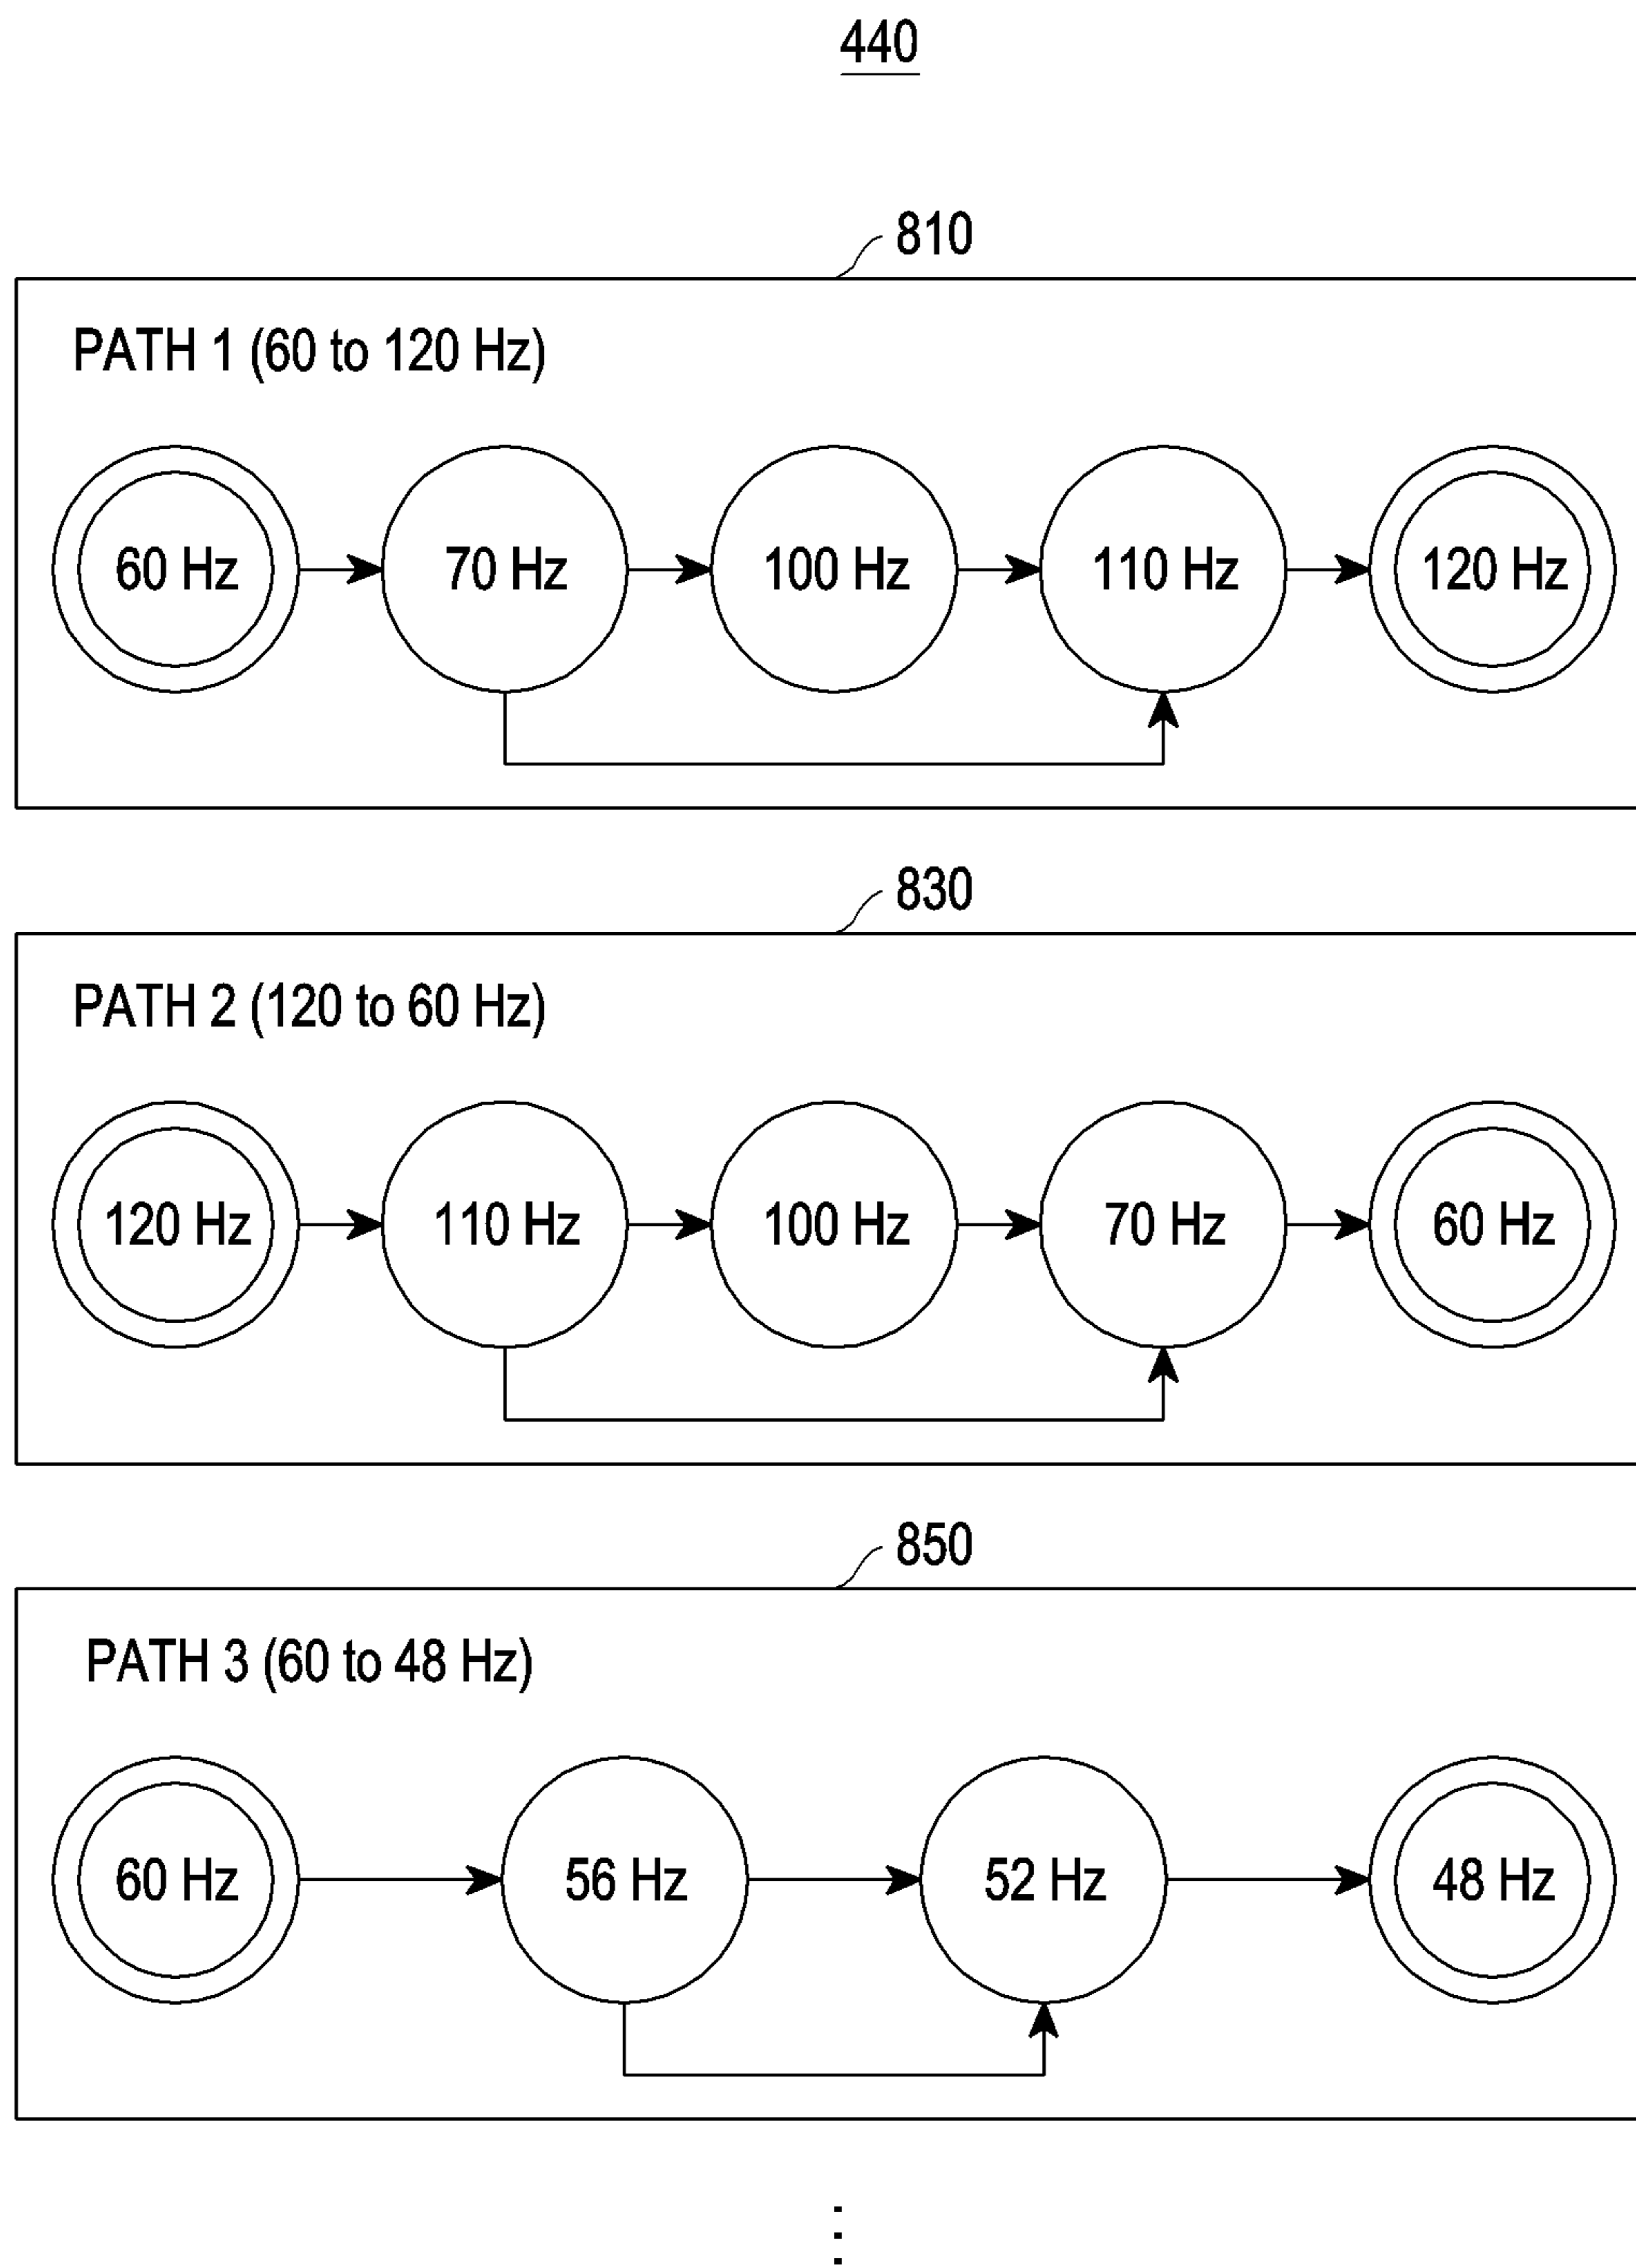 440
810
PATH 1 (60 to 120 Hz)
60 Hz 70 Hz 100 Hz 110 Hz 120 Hz
830
PATH 2 (120 to 60 Hz)
120 Hz 110 Hz 100 Hz 70 Hz 60 Hz
850
PATH 3 (60 to 48 Hz)
60 Hz 56 Hz 52 Hz 48 Hz